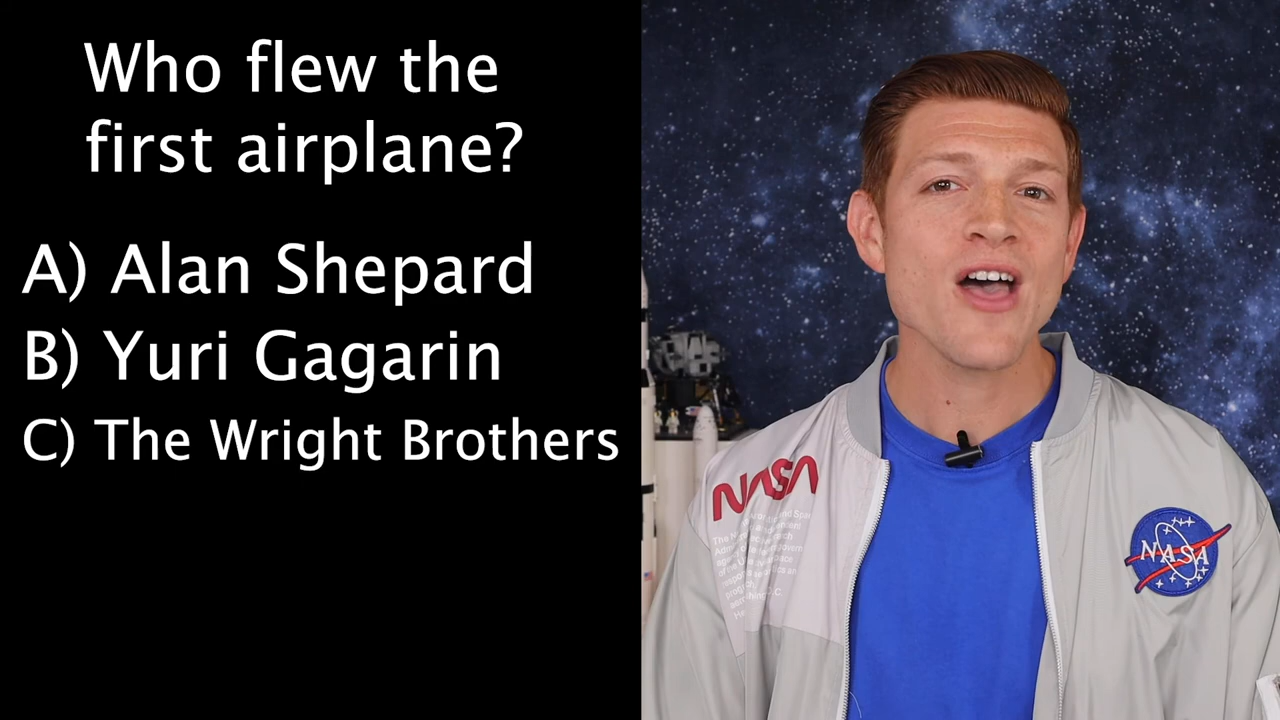 Who flew the
first airplane?
A) Alan Shepard
B) Yuri Gagarin
C) The Wright Brothers
NASA
NASA